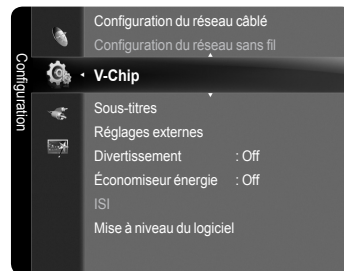 Configuration
Configuration du réseau câblé
Configuration du réseau sans fil
V-Chip
Sous-titres
Réglages externes
Divertissement : Off
Économiseur énergie : Off
ISI
Mise à niveau du logiciel